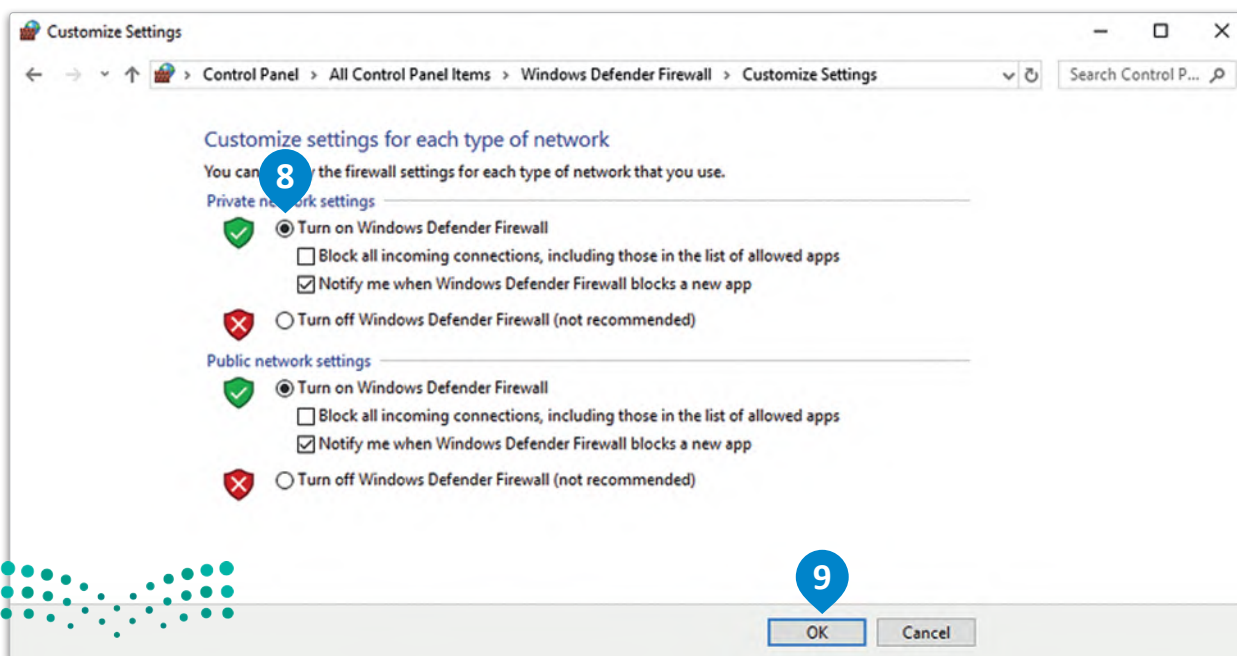 Customize Settings
Control Panel > All Control Panel Items > Windows Defender Firewall > Customize Settings
Search Control P...
Customize settings for each type of network
You can the firewall settings for each type of network that you use.
8
Private network settings
Turn on Windows Defender Firewall
Block all incoming connections, including those in the list of allowed apps
Notify me when Windows Defender Firewall blocks a new app
Turn off Windows Defender Firewall (not recommended)
Public network settings
Turn on Windows Defender Firewall
Block all incoming connections, including those in the list of allowed apps
Notify me when Windows Defender Firewall blocks a new app
Turn off Windows Defender Firewall (not recommended)
9
OK
Cancel